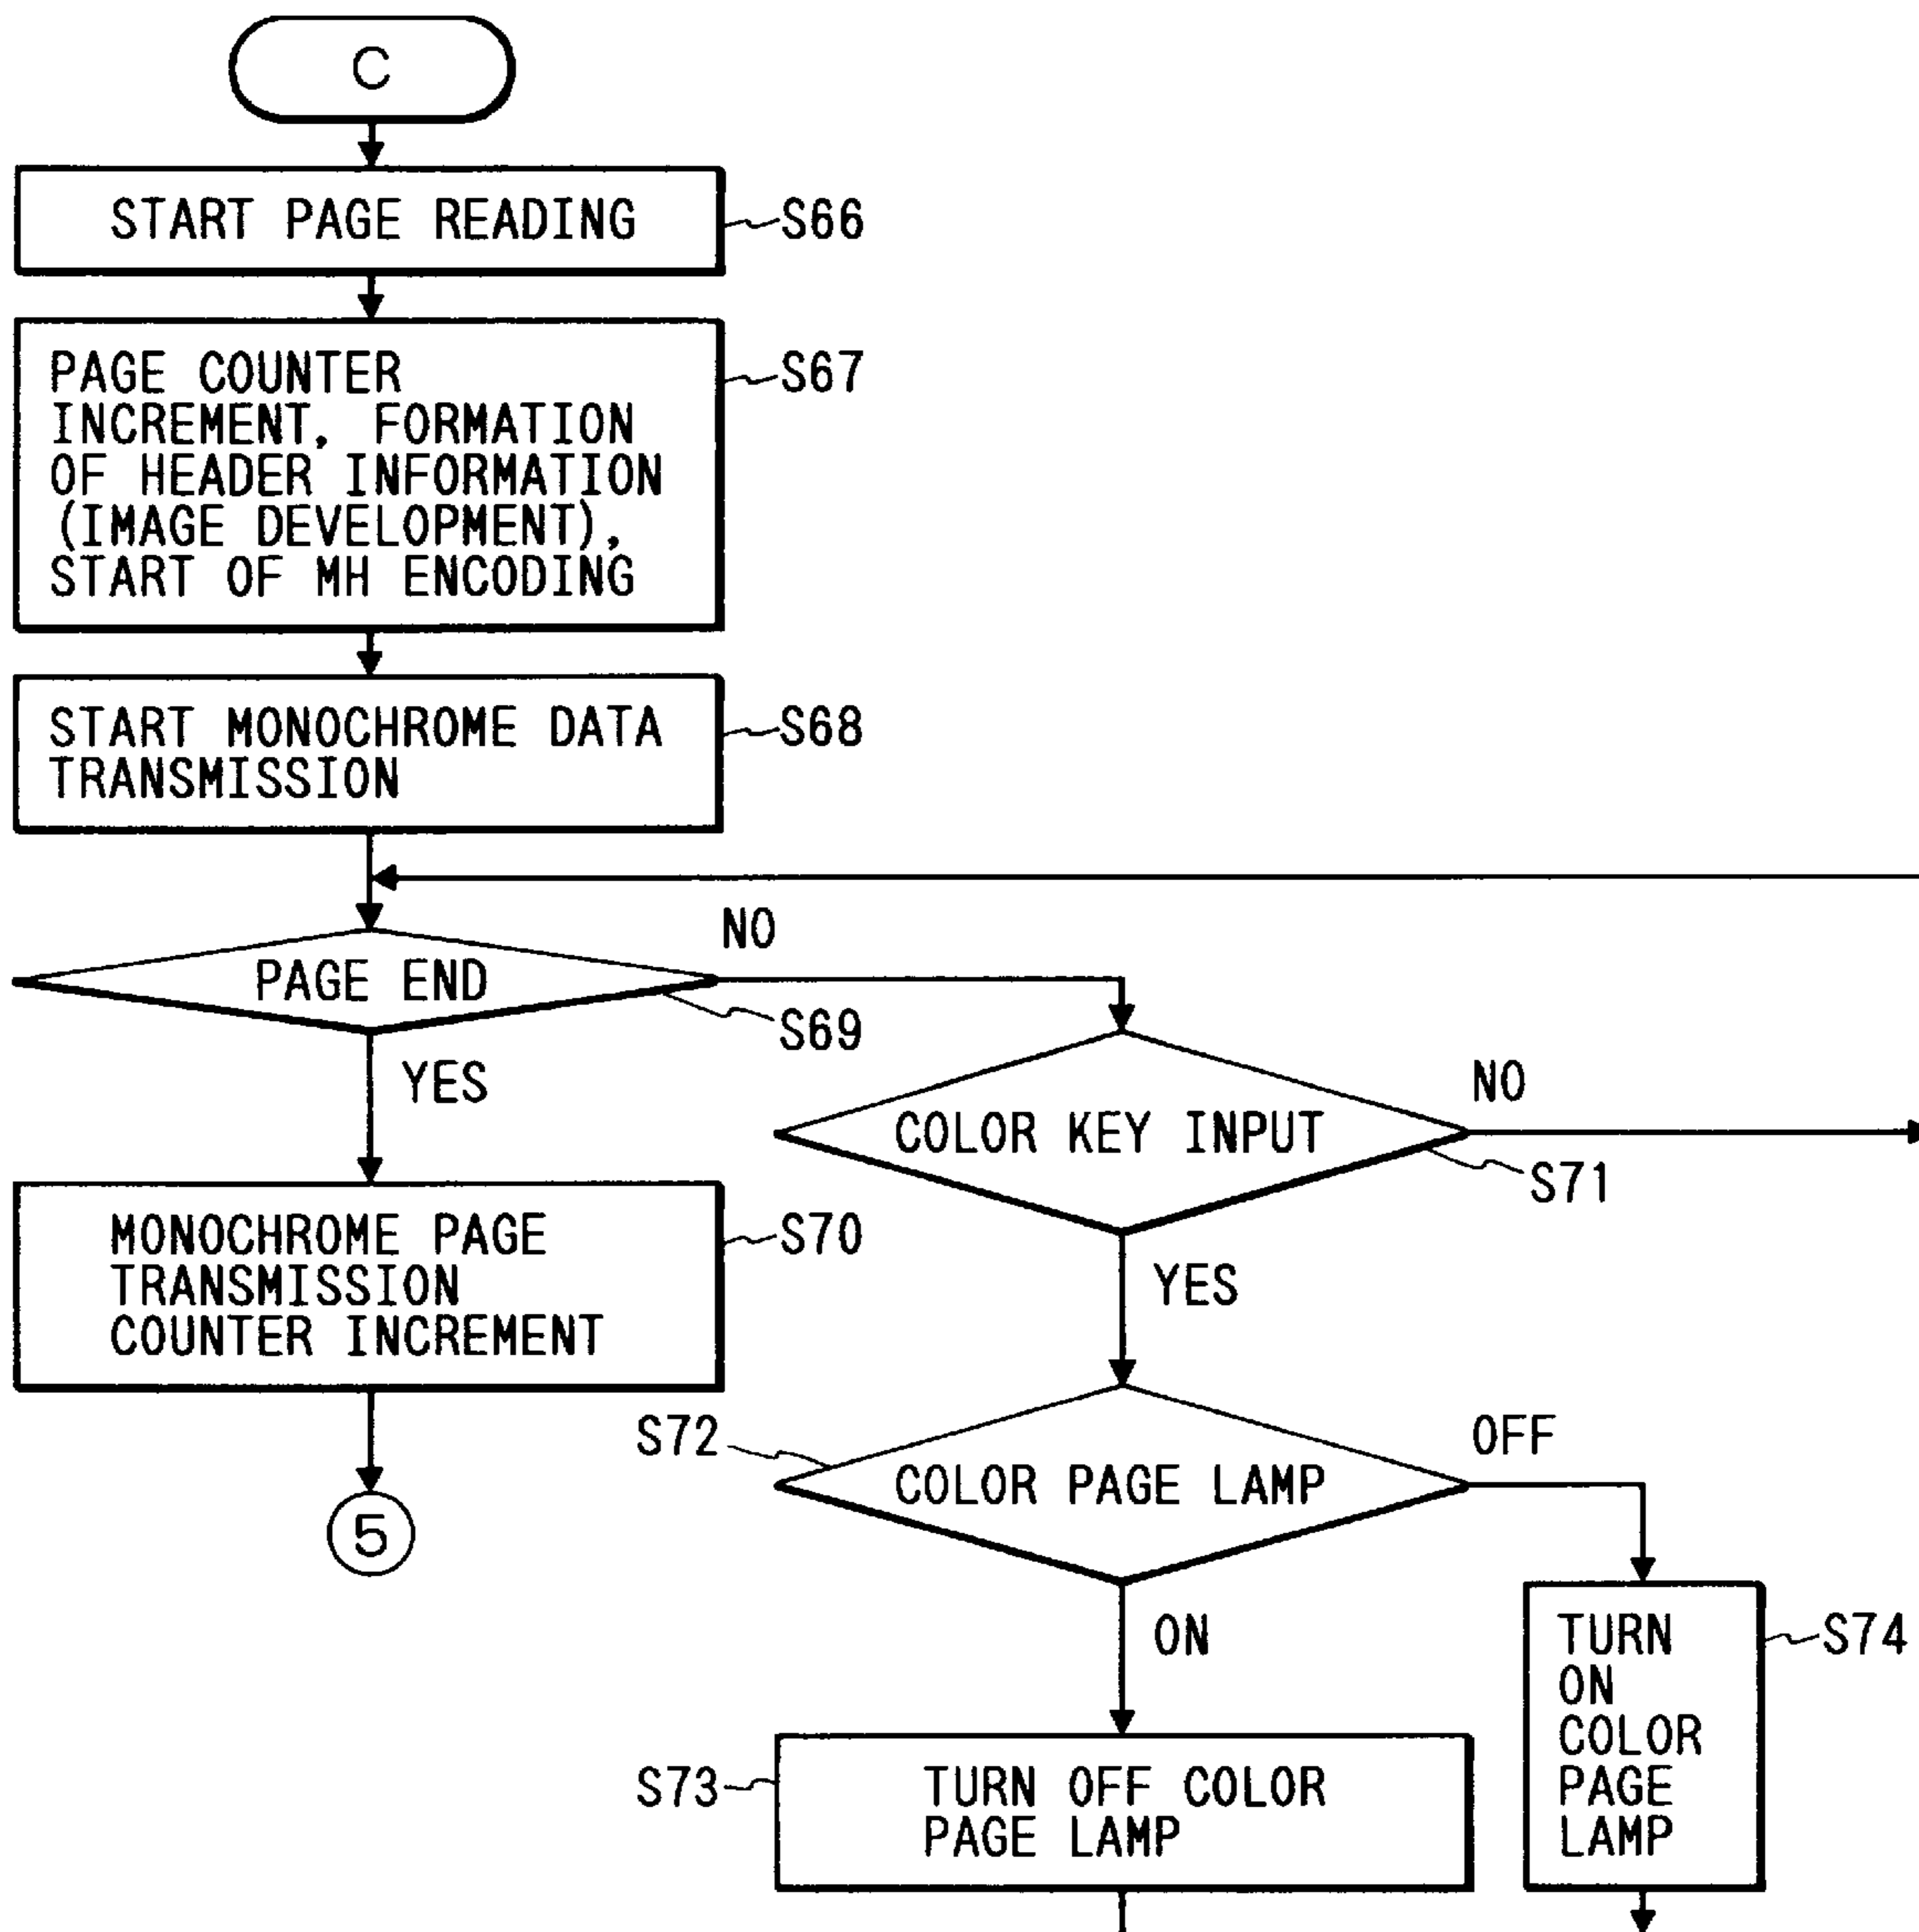 C
START PAGE READING
S66
PAGE COUNTER
INCREMENT, FORMATION
OF HEADER INFORMATION
(IMAGE DEVELOPMENT),
START OF MH ENCODING
S67
START MONOCHROME DATA
TRANSMISSION
S68
PAGE END
NO
S69
YES
MONOCHROME PAGE
TRANSMISSION
COUNTER INCREMENT
S70
5
COLOR KEY INPUT
NO
S71
YES
S72
COLOR PAGE LAMP
OFF
ON
S73
TURN OFF COLOR
PAGE LAMP
TURN
ON
COLOR
PAGE
LAMP
S74